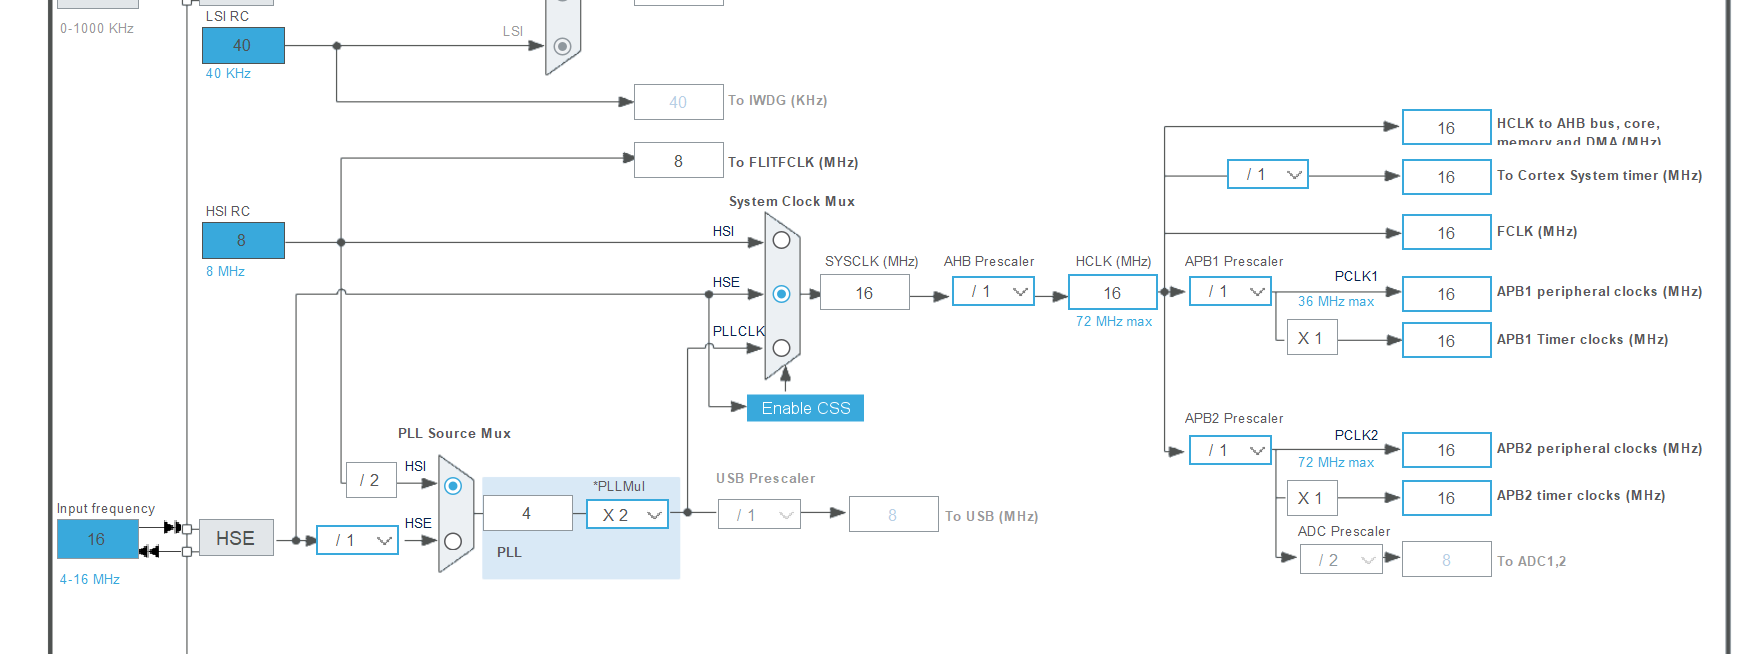 0-1000 KHz
LSI RC
40
40 KHz
LSI
40
To IWDG (KHz)
8
To FLITFCLK (MHz)
HSI RC
8
8 MHz
System Clock Mux
HSI
HSE
PLLCLK
Enable CSS
SYSCLK (MHz)
16
AHB Prescaler
/ 1
HCLK (MHz)
16
72 MHz max
16
HCLK to AHB bus, core,
memory and DMA (MHz)
/ 1
16
To Cortex System timer (MHz)
16
FCLK (MHz)
APB1 Prescaler
/ 1
PCLK1
36 MHz max
16
APB1 peripheral clocks (MHz)
X 1
16
APB1 Timer clocks (MHz)
APB2 Prescaler
/ 1
PCLK2
72 MHz max
16
APB2 peripheral clocks (MHz)
X 1
16
APB2 timer clocks (MHz)
ADC Prescaler
/ 2
8
To ADC1,2
PLL Source Mux
/ 2
HSI
HSE
4
*PLLMul
X 2
PLL
USB Prescaler
/ 1
8
To USB (MHz)
Input frequency
16
4-16 MHz
HSE
/ 1